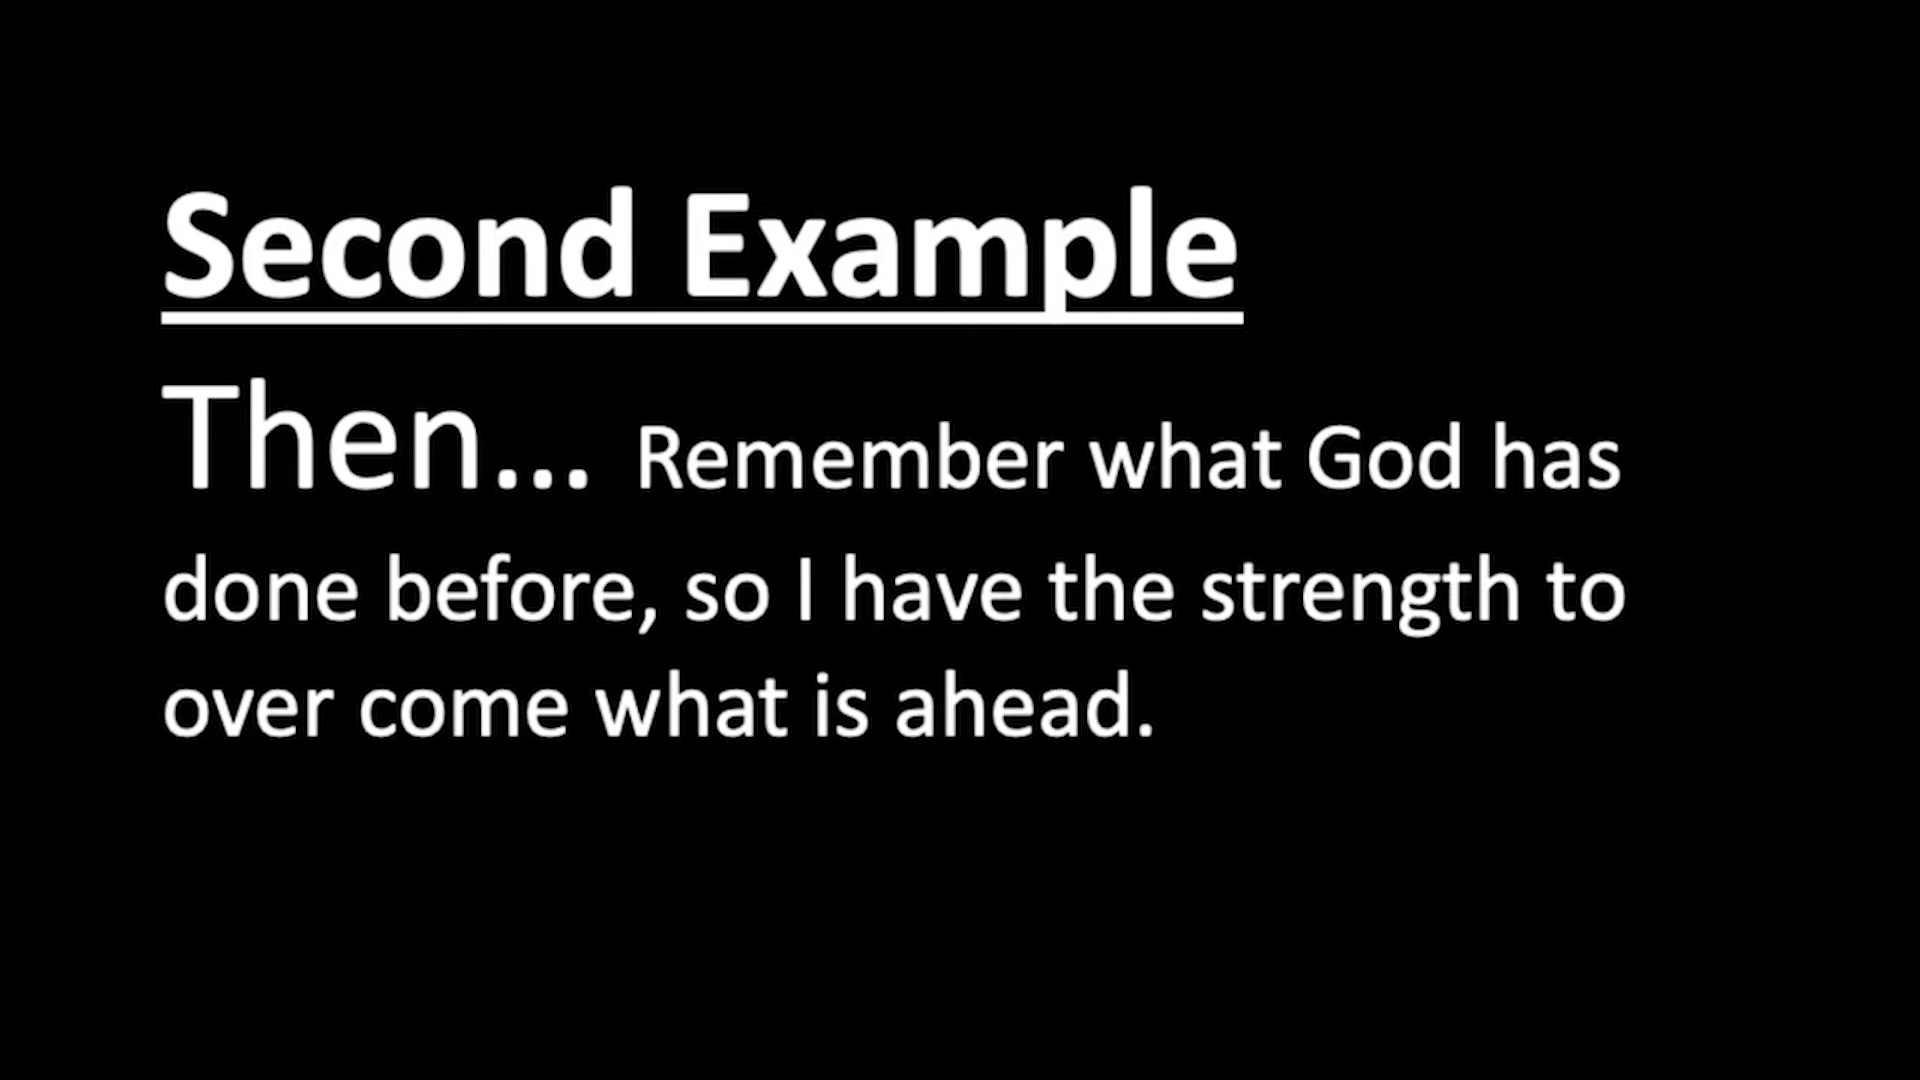 Second Example
Then... Remember what God has
done before, so I have the strength to
over come what is ahead.